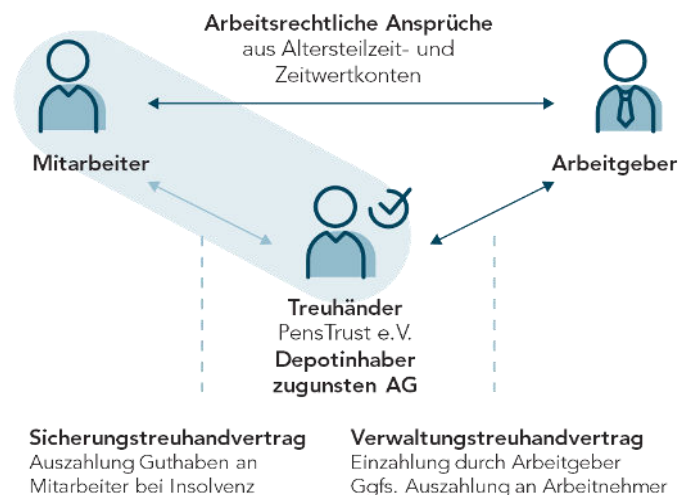 Arbeitsrechtliche Ansprüche
aus Altersteilzeit- und
Zeitwertkonten
Mitarbeiter
Arbeitgeber
Treuhänder
PensTrust e.V.
Depotinhaber
zugunsten AG
Sicherungstreuhandvertrag
Auszahlung Guthaben an
Mitarbeiter bei Insolvenz
Verwaltungstreuhandvertrag
Einzahlung durch Arbeitgeber
Ggfs. Auszahlung an Arbeitnehmer